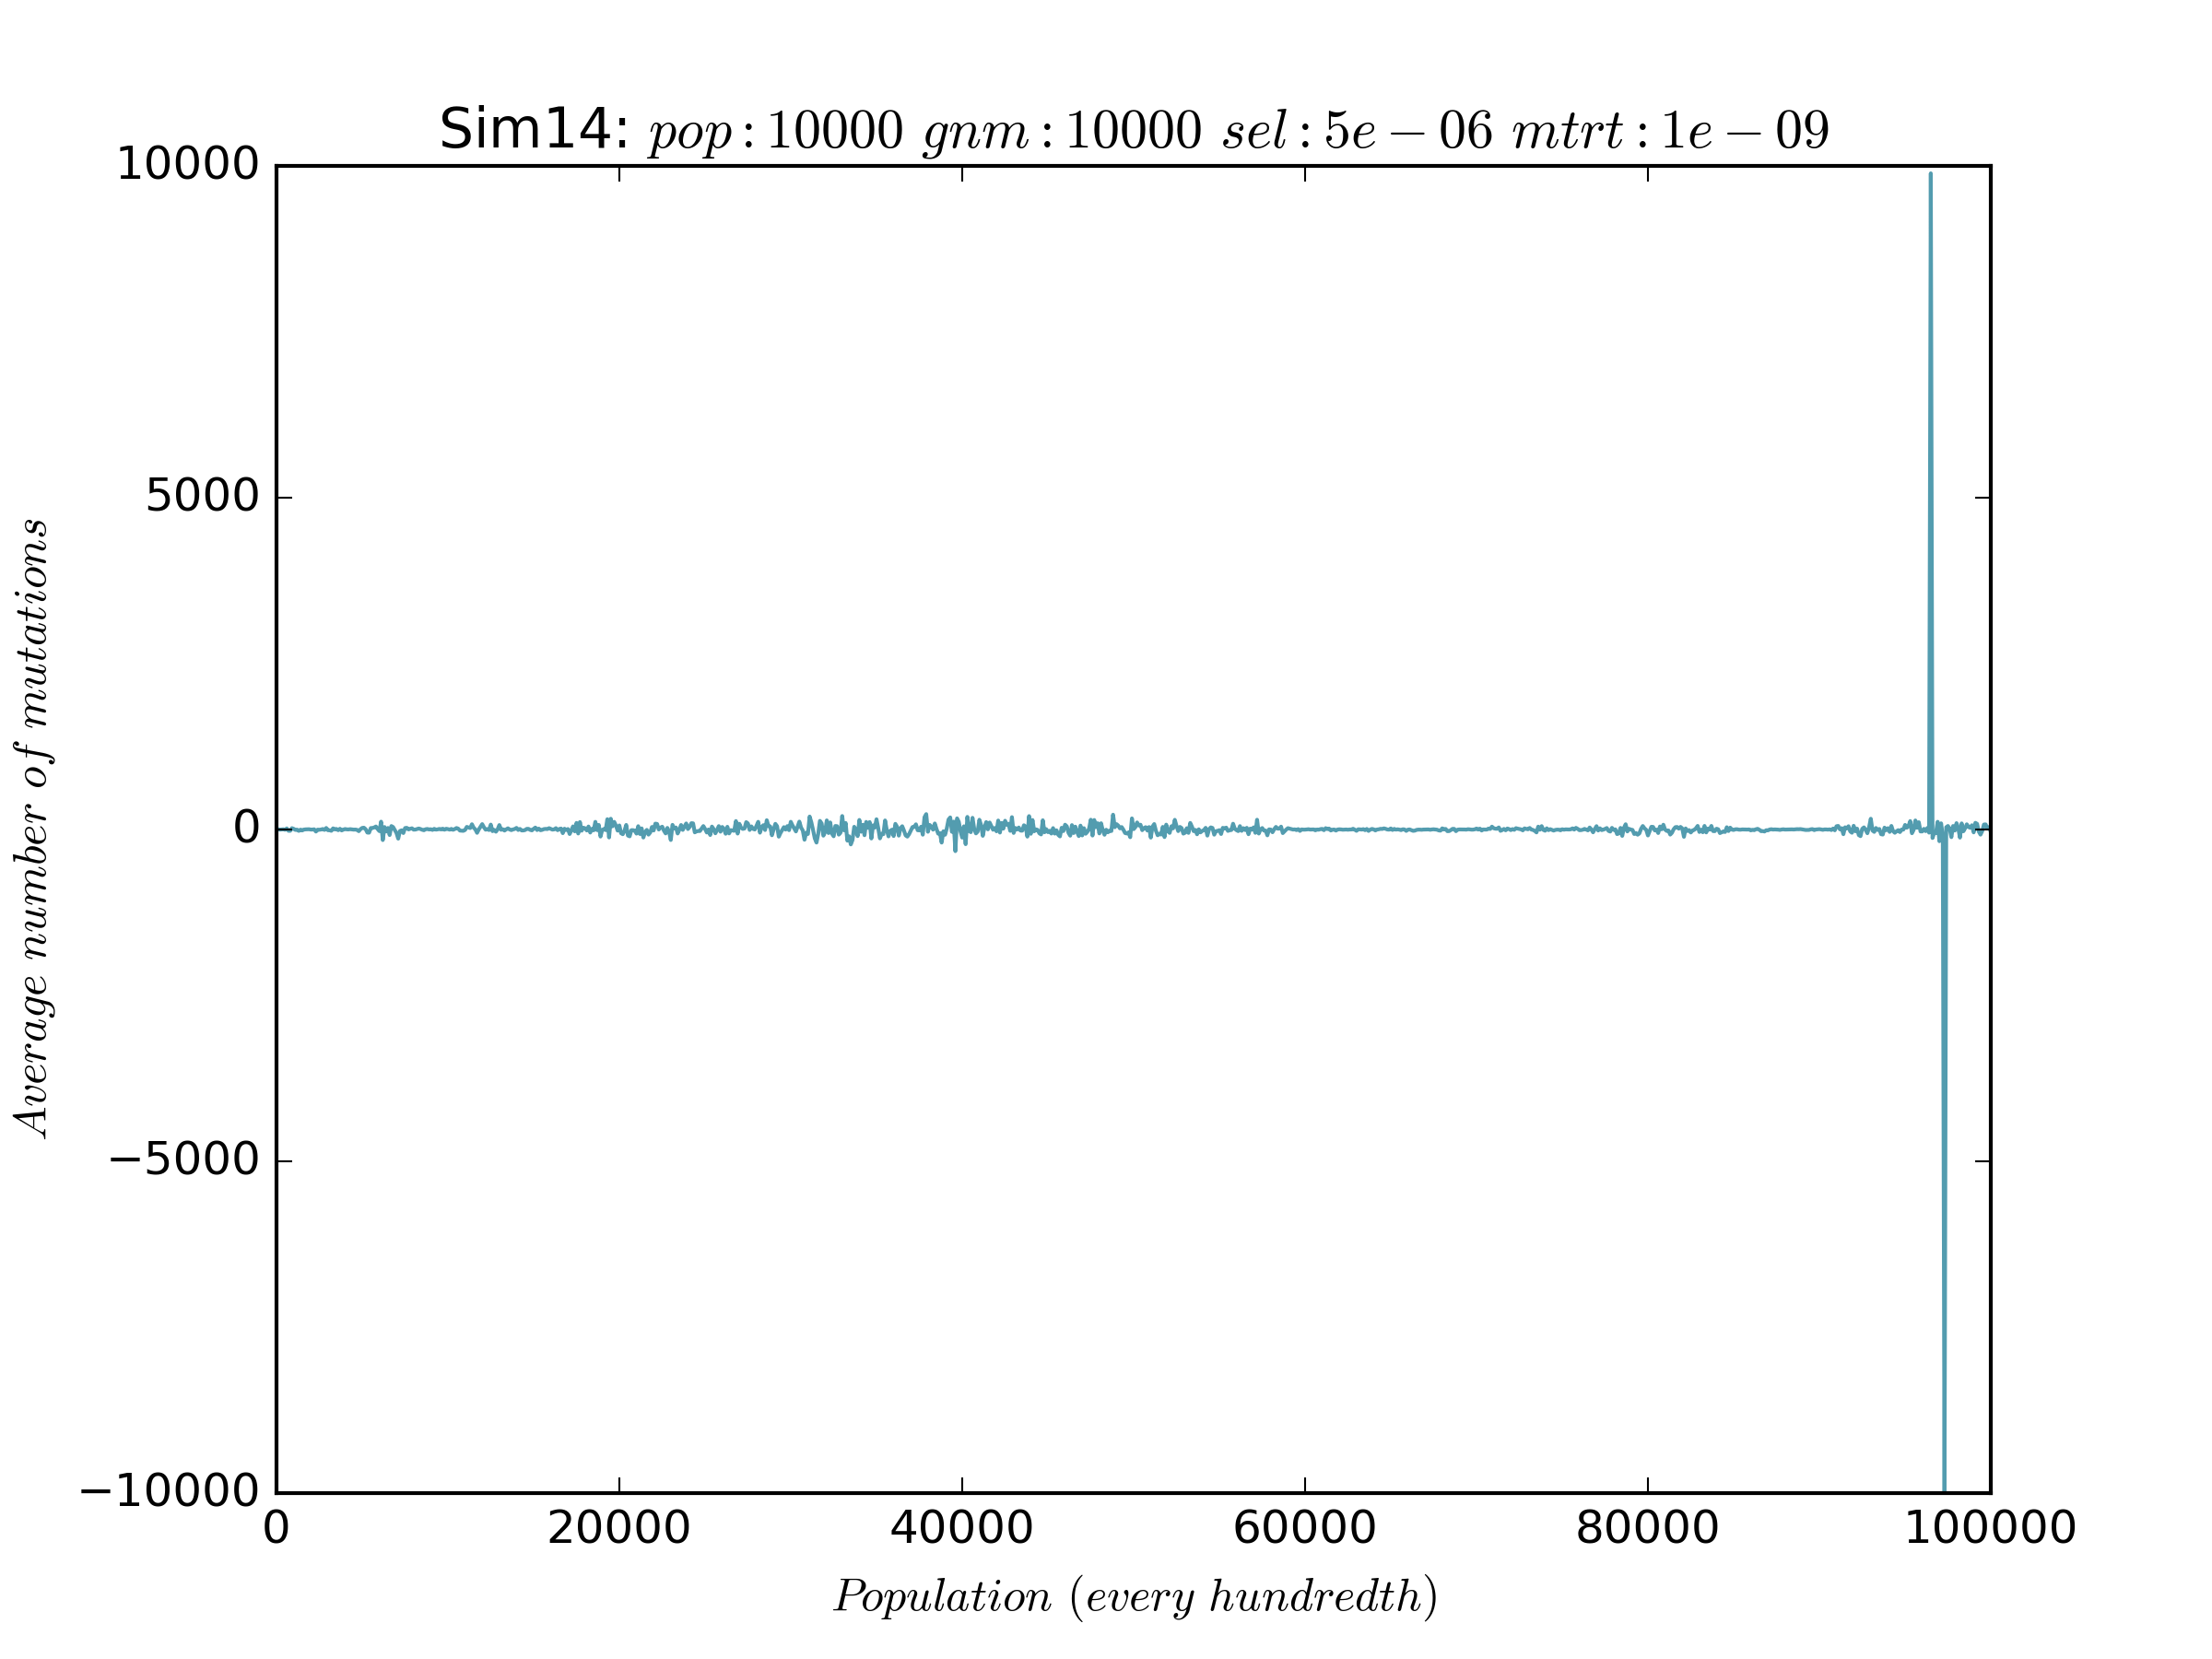 Sim14: pop : 10000 gnm : 10000 sel : 5e − 06 mtrt : 1e − 09
10000
5000
0
−5000
−10000
Average number of mutations
0 20000 40000 60000 80000 100000
Population (every hundredth)